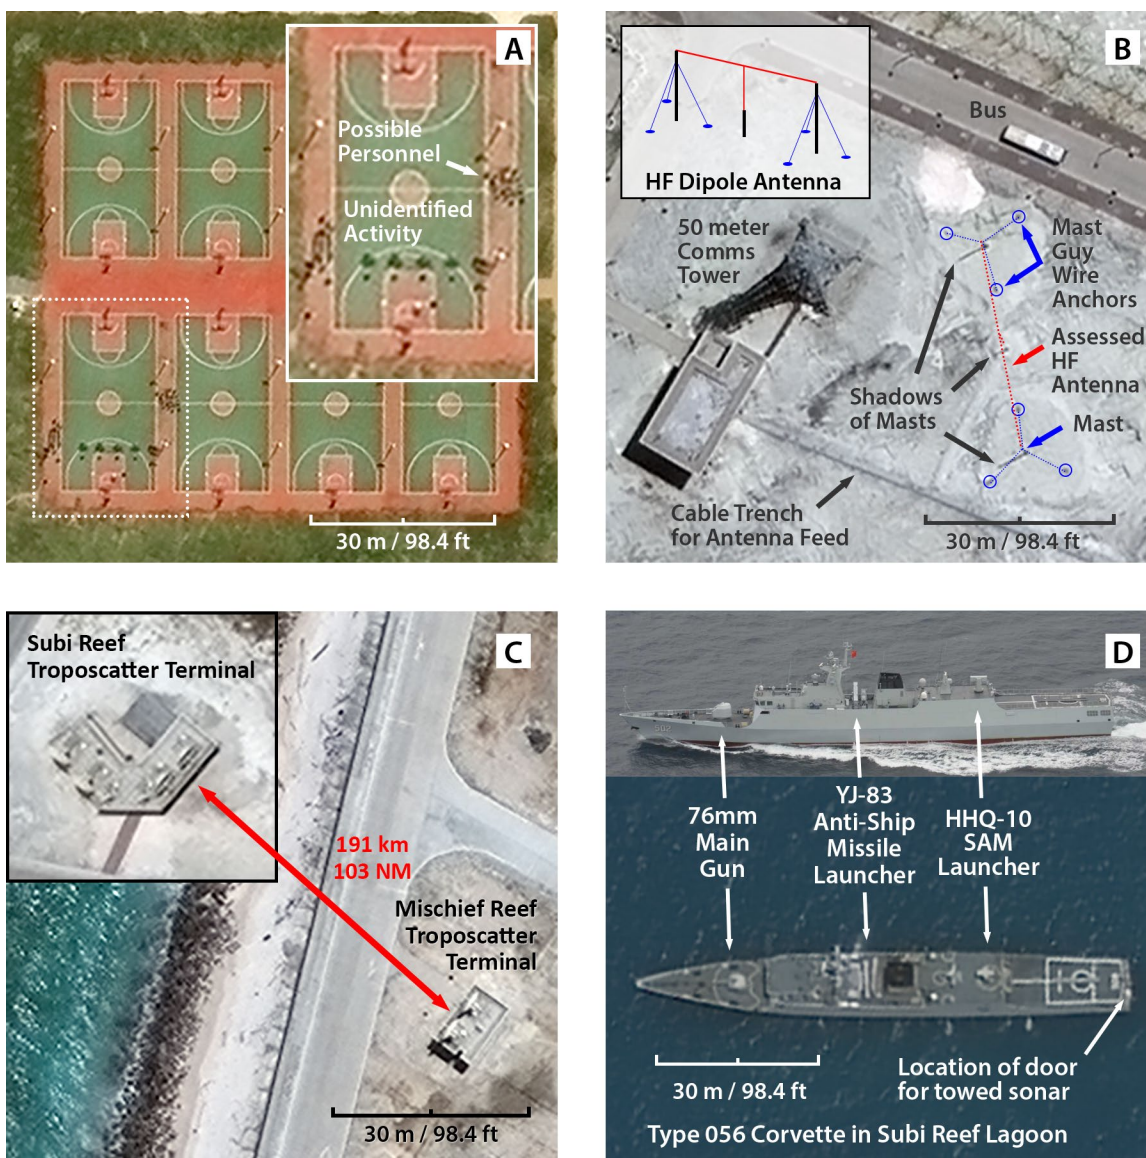 A
Possible
Personnel
Unidentified
Activity
30 m / 98.4 ft
B
HF Dipole Antenna
Bus
50 meter
Comms
Tower
Mast
Guy
Wire
Anchors
Assessed
HF
Antenna
Shadows
of Masts
Mast
Cable Trench
for Antenna Feed
30 m / 98.4 ft
C
Subi Reef
Troposcatter Terminal
191 km
103 NM
Mischief Reef
Troposcatter
Terminal
30 m / 98.4 ft
D
76mm
Main
Gun
YJ-83
Anti-Ship
Missile
Launcher
HHQ-10
SAM
Launcher
Location of door
for towed sonar
30 m / 98.4 ft
Type 056 Corvette in Subi Reef Lagoon